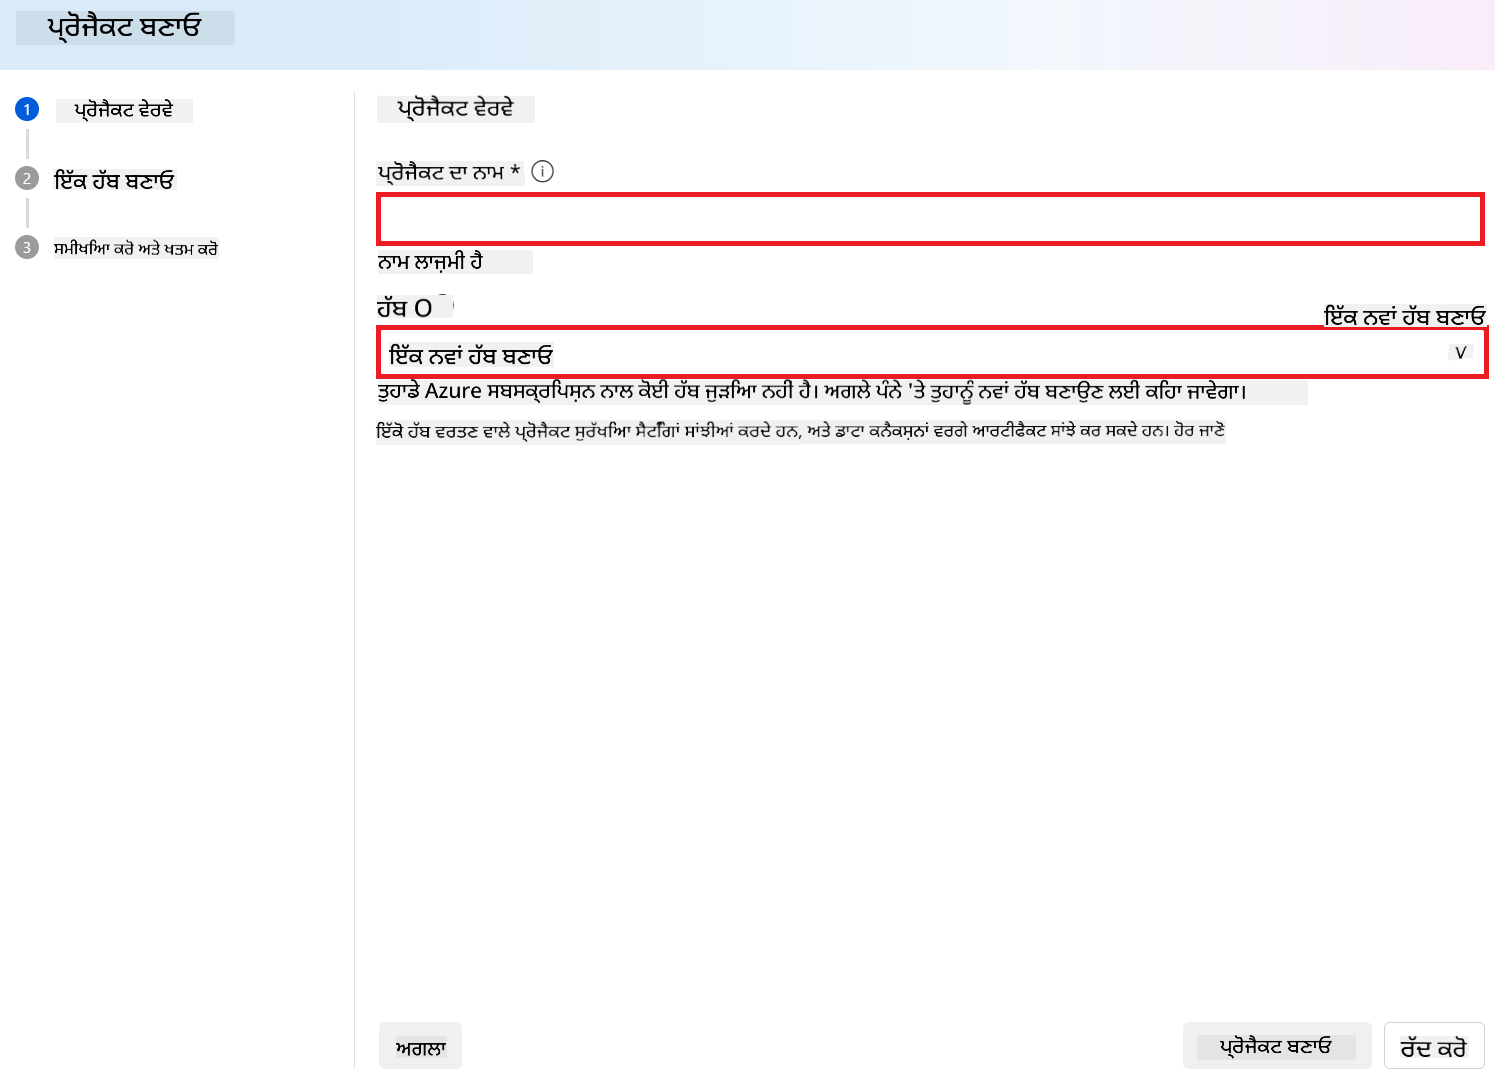 ਪ੍ਰੋਜੈਕਟ ਬਣਾਓ
1 ਪ੍ਰੋਜੈਕਟ ਵੇਰਵੇ
2 ਇੱਕ ਹੱਬ ਬਣਾਓ
3 ਸਮੀਖਿਆ ਕਰੋ ਅਤੇ ਖਤਮ ਕਰੋ
ਪ੍ਰੋਜੈਕਟ ਵੇਰਵੇ
ਪ੍ਰੋਜੈਕਟ ਦਾ ਨਾਮ * i
ਨਾਮ ਲਾਜ਼ਮੀ ਹੈ
ਹੱਬ O
ਇੱਕ ਨਵਾਂ ਹੱਬ ਬਣਾਓ
ਇੱਕ ਨਵਾਂ ਹੱਬ ਬਣਾਓ V
ਤੁਹਾਡੇ Azure ਸਬਸਕ੍ਰਿਪਸ਼ਨ ਨਾਲ ਕੋਈ ਹੱਬ ਜੁੜਿਆ ਨਹੀਂ ਹੈ। ਅਗਲੇ ਪੰਨੇ 'ਤੇ ਤੁਹਾਨੂੰ ਨਵਾਂ ਹੱਬ ਬਣਾਉਣ ਲਈ ਕਿਹਾ ਜਾਵੇਗਾ।
ਇੱਕੋ ਹੱਬ ਵਰਤਣ ਵਾਲੇ ਪ੍ਰੋਜੈਕਟ ਸੁਰੱਖਿਆ ਸੈਟਿੰਗਾਂ ਸਾਂਝੀਆਂ ਕਰਦੇ ਹਨ, ਅਤੇ ਡਾਟਾ ਕਨੈਕਸ਼ਨਾਂ ਵਰਗੇ ਆਰਟੀਫੈਕਟ ਸਾਂਝੇ ਕਰ ਸਕਦੇ ਹਨ। ਹੋਰ ਜਾਣੋ
ਅਗਲਾ
ਪ੍ਰੋਜੈਕਟ ਬਣਾਓ
ਰੱਦ ਕਰੋ